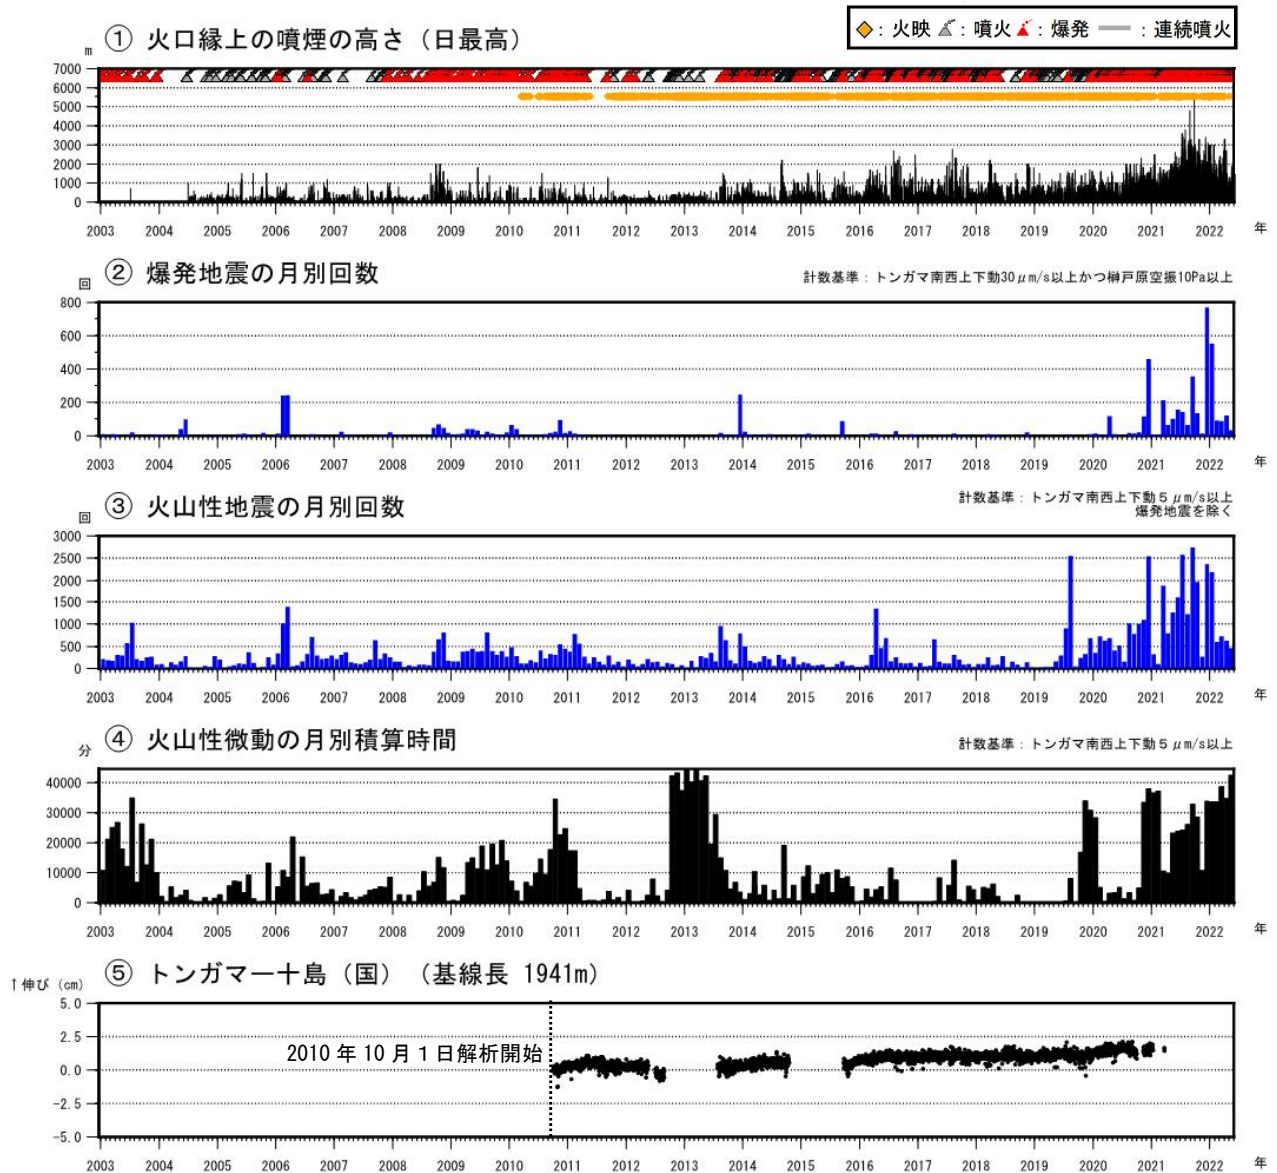 ◆：火映 ：噴火 ：爆発 ：連続噴火
① 火口縁上の噴煙の高さ（日最高）
m
7000
6000
5000
4000
3000
2000
1000
0
2003 2004 2005 2006 2007 2008 2009 2010 2011 2012 2013 2014 2015 2016 2017 2018 2019 2020 2021 2022 年
② 爆発地震の月別回数
計数基準：トンガマ南西上下動30μm/s以上かつ榊戸原空振10Pa以上
回
800
600
400
200
0
2003 2004 2005 2006 2007 2008 2009 2010 2011 2012 2013 2014 2015 2016 2017 2018 2019 2020 2021 2022 年
③ 火山性地震の月別回数
計数基準：トンガマ南西上下動５μm/s以上
爆発地震を除く
回
3000
2500
2000
1500
1000
500
0
2003 2004 2005 2006 2007 2008 2009 2010 2011 2012 2013 2014 2015 2016 2017 2018 2019 2020 2021 2022 年
④ 火山性微動の月別積算時間
計数基準：トンガマ南西上下動５μm/s以上
分
40000
30000
20000
10000
0
2003 2004 2005 2006 2007 2008 2009 2010 2011 2012 2013 2014 2015 2016 2017 2018 2019 2020 2021 2022 年
⑤ トンガマー十島（国）（基線長 1941m）
↑伸び（cm）
5.0
2.5
0.0
-2.5
-5.0
2010 年 10 月 1 日解析開始
2003 2004 2005 2006 2007 2008 2009 2010 2011 2012 2013 2014 2015 2016 2017 2018 2019 2020 2021 2022 年